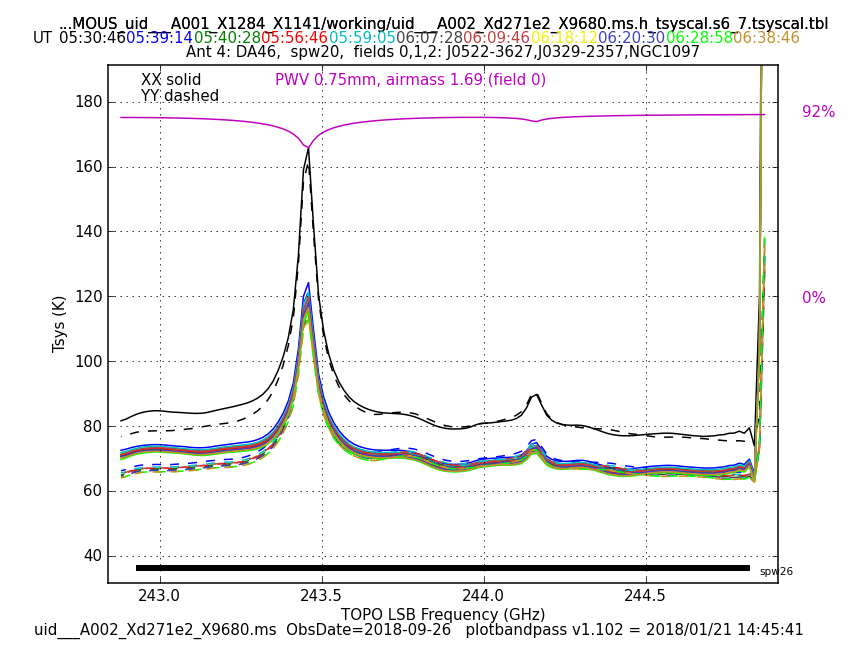 ...MOUS_uid___A001_X1284_X1141/working/uid___A002_Xd271e2_X9680.ms.h_tsyscal.s6_7.tsyscal.tbl
UT 05:30:46 05:39:14 05:40:28 05:56:46 05:59:05 06:07:28 06:09:46 06:18:12 06:20:30 06:28:58 06:38:46
Ant 4: DA46, spw20, fields 0,1,2: J0522-3627,J0329-2357,NGC1097
XX solid
PWV 0.75mm, airmass 1.69 (field 0)
YY dashed
180
92%
160
140
120
0%
100
80
60
40
Tsys (K)
spw26
243.0 243.5 244.0 244.5
TOPO LSB Frequency (GHz)
uid___A002_Xd271e2_X9680.ms ObsDate=2018-09-26 plotbandpass v1.102 = 2018/01/21 14:45:41